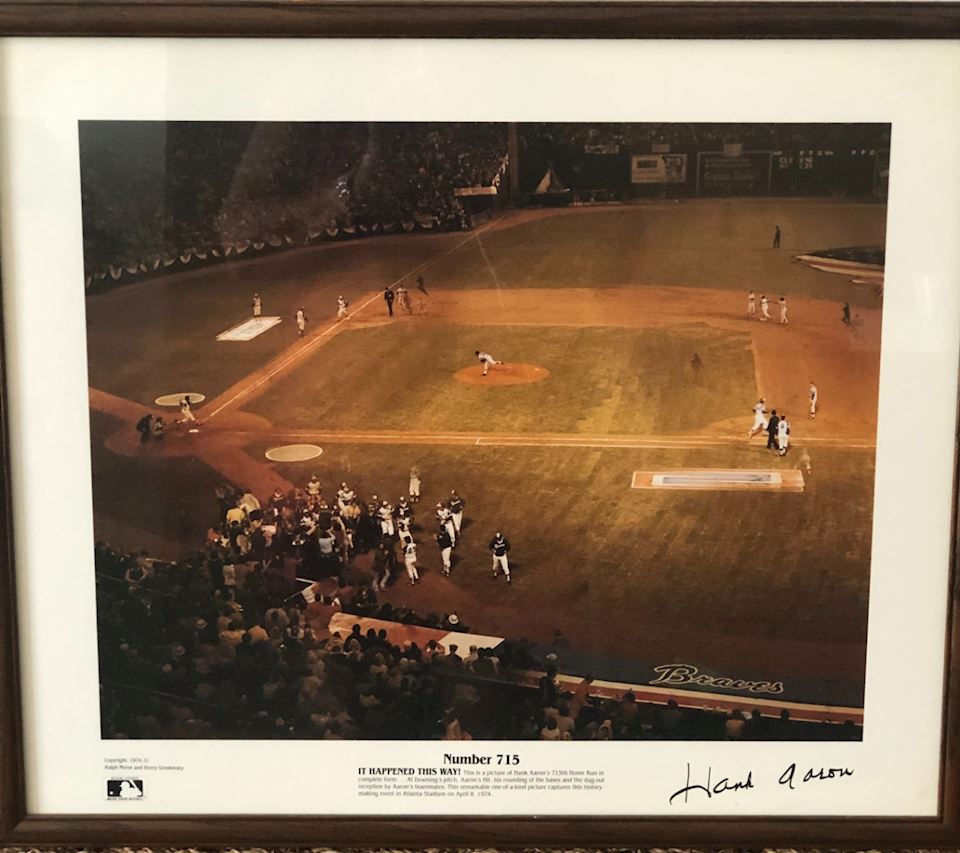 Braves
Number 715
IT HAPPENED THIS WAY! This is a picture of Hank Aaron's 715th Home Run in
complete form . . . Al Downing's pitch, Aaron's Hit, his rounding of the bases and the dug-out
reception by Aaron's teammates. This remarkable one-of-a-kind picture captures this history-
making event in Atlanta Stadium on April 8, 1974.
Copyright, 1974, ©
Ralph Morse and Henry Groskinsky
Hank Aaron